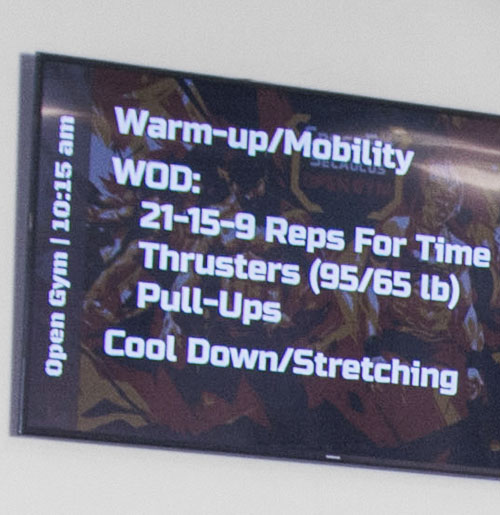 Open Gym | 10:15 am
Warm-up/Mobility
WOD:
21-15-9 Reps For Time
Thrusters (95/65 lb)
Pull-Ups
Cool Down/Stretching